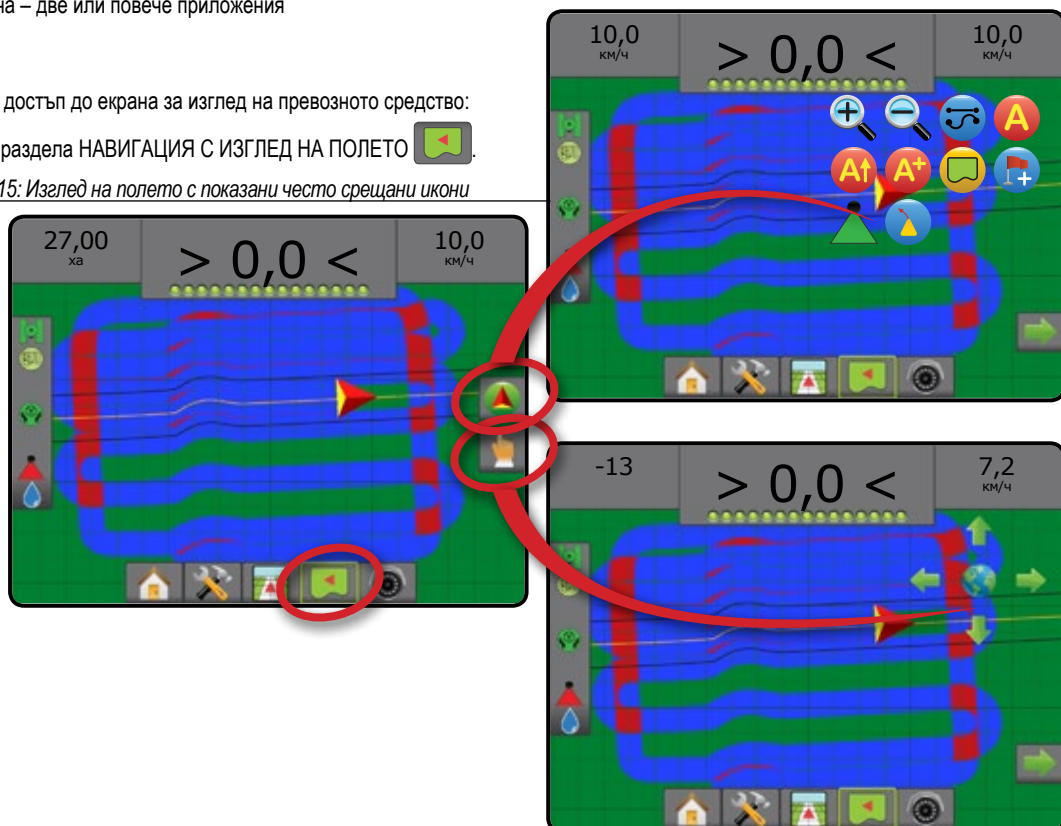 – две или повече приложения
достъп до екрана за изглед на превозното средство:
раздела НАВИГАЦИЯ С ИЗГЛЕД НА ПОЛЕТО .
15: Изглед на полето с показани често срещани икони
27,00
ха
> 0,0 <
10,0
км/ч
10,0
км/ч
> 0,0 <
10,0
км/ч
A
A
A+
-13
> 0,0 <
7,2
км/ч